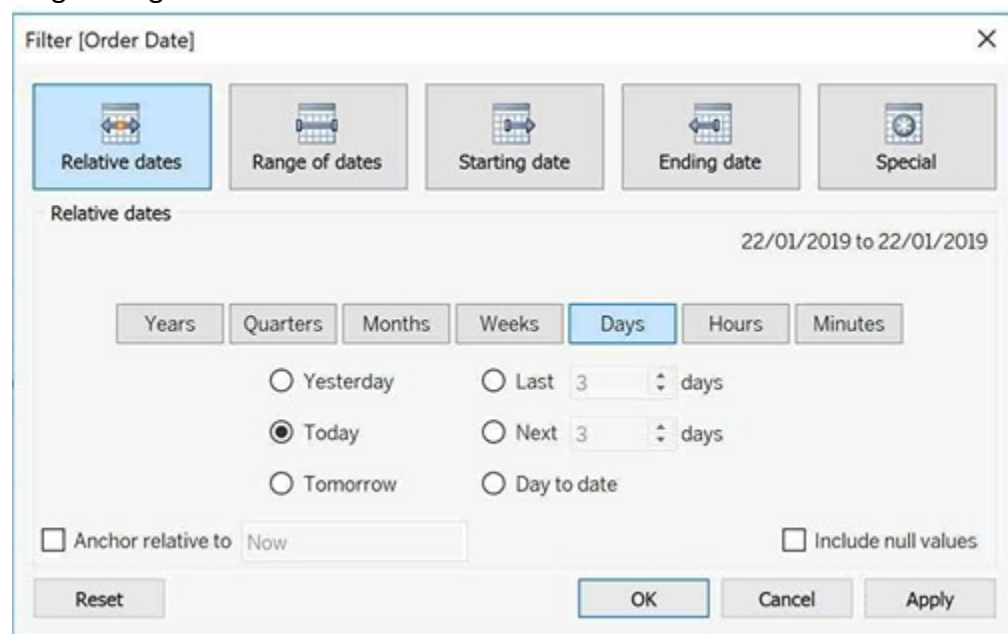 Filter [Order Date]
Relative dates Range of dates Starting date Ending date Special
Relative dates
22/01/2019 to 22/01/2019
Years Quarters Months Weeks Days Hours Minutes
Yesterday Last 3 days
Today Next 3 days
Tomorrow Day to date
Anchor relative to Now Include null values
Reset OK Cancel Apply